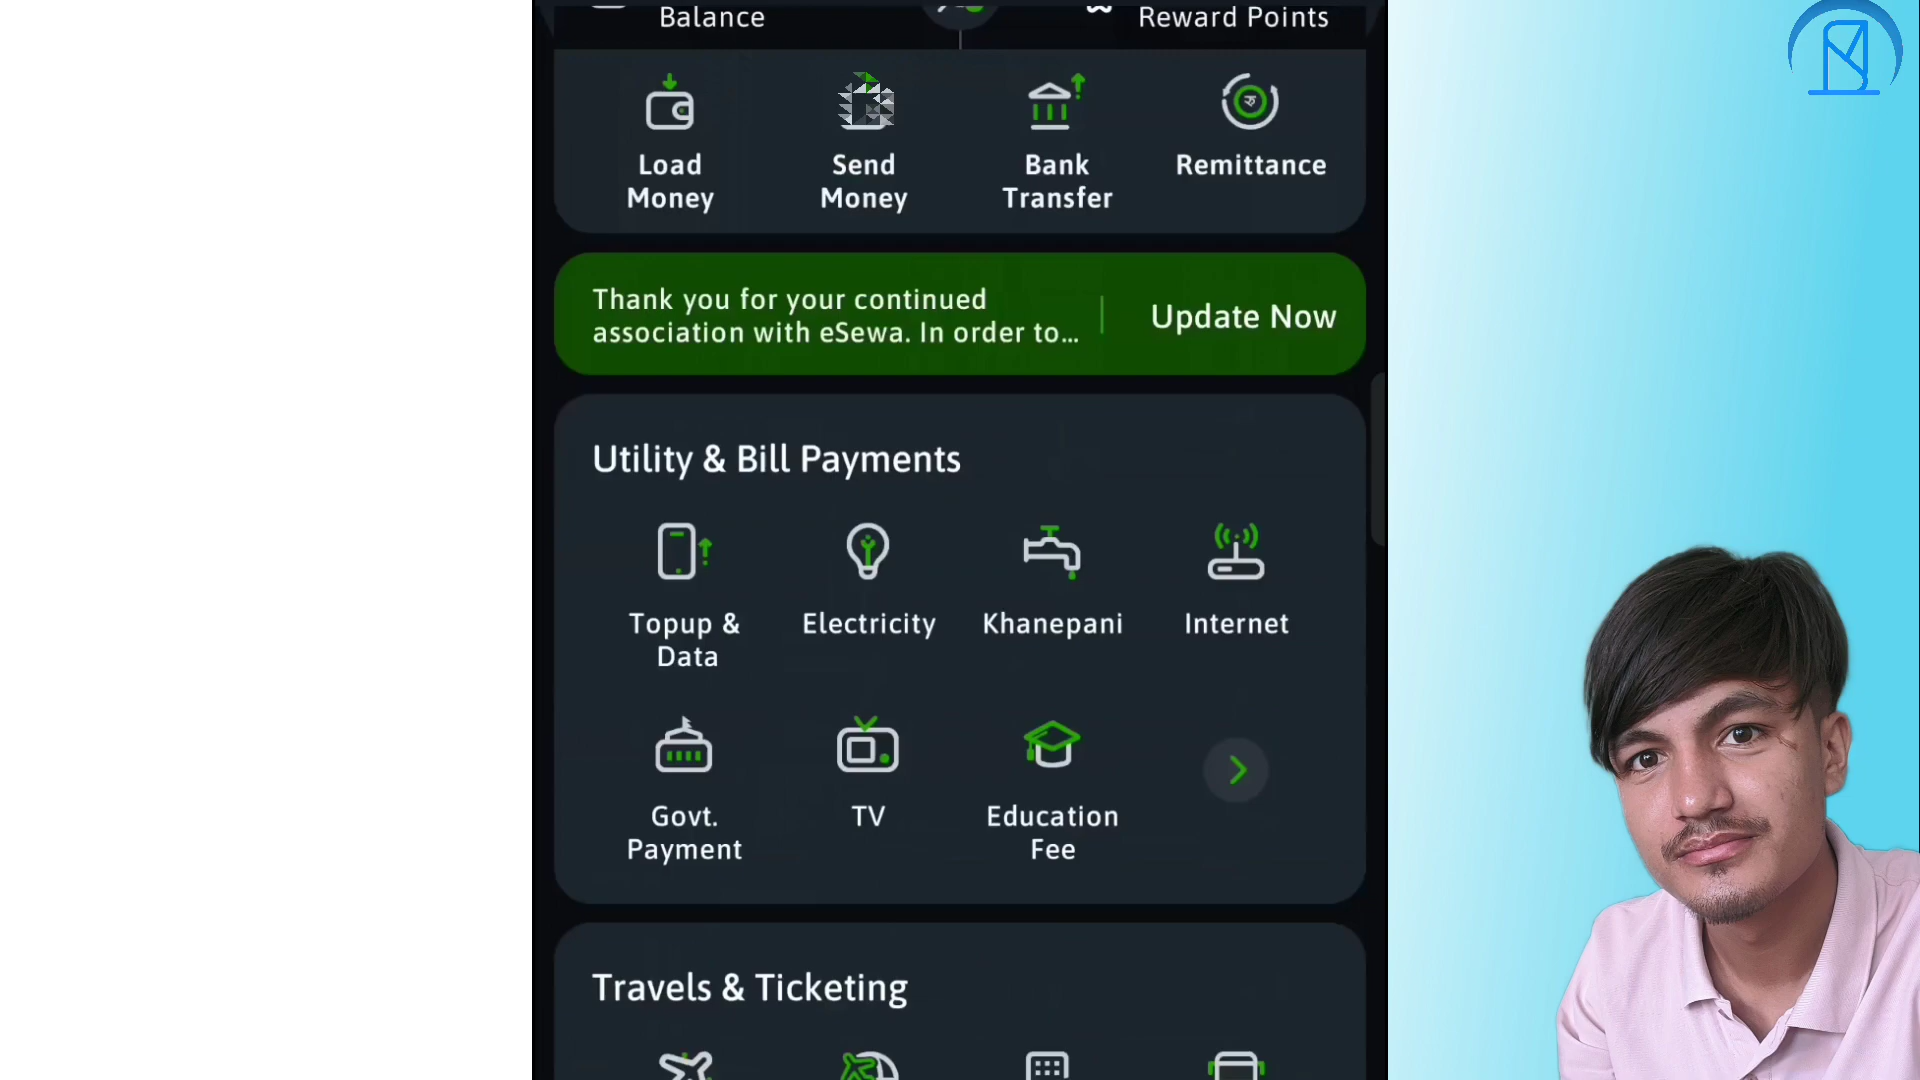 Balance
Reward Points
Load
Money
Send
Money
Bank
Transfer
Remittance
रु
Thank you for your continued
association with eSewa. In order to...
Update Now
Utility & Bill Payments
Topup &
Data
Electricity
Khanepani
Internet
Govt.
Payment
TV
Education
Fee
Travels & Ticketing